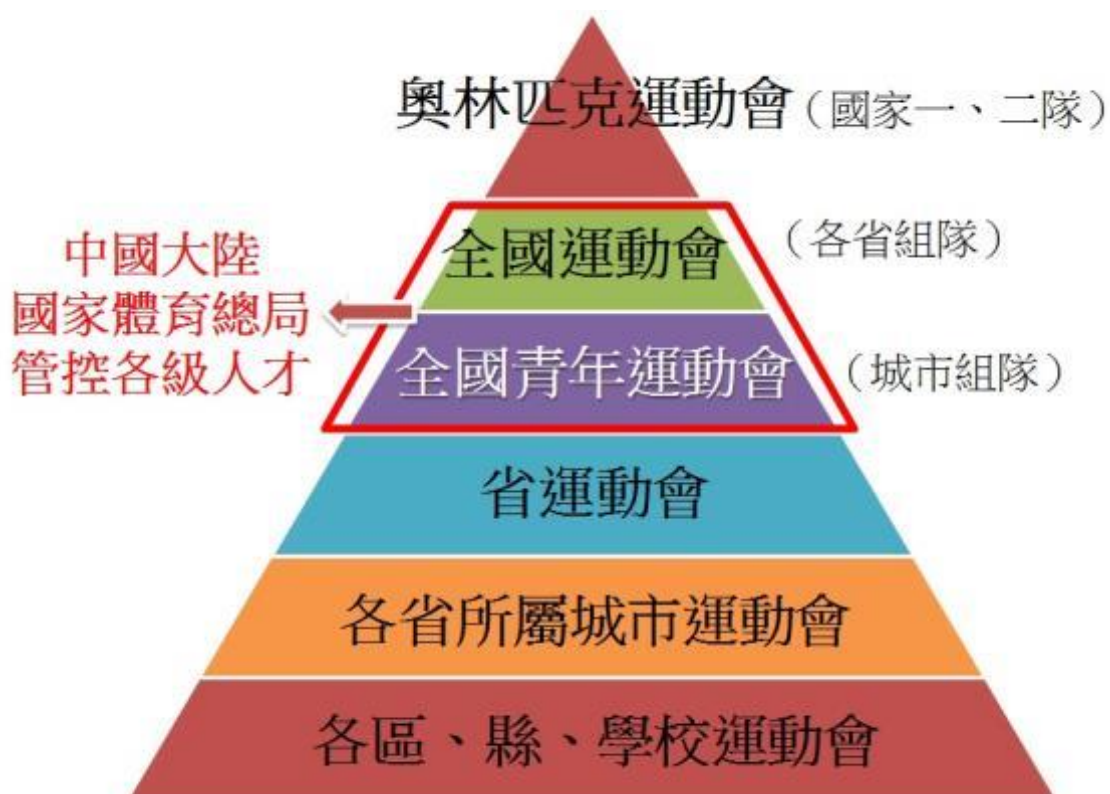 奧林匹克運動會（國家一、二隊）
全國運動會
（各省組隊）
中國大陸
國家體育總局
管控各級人才
全國青年運動會
（城市組隊）
省運動會
各省所屬城市運動會
各區、縣、學校運動會